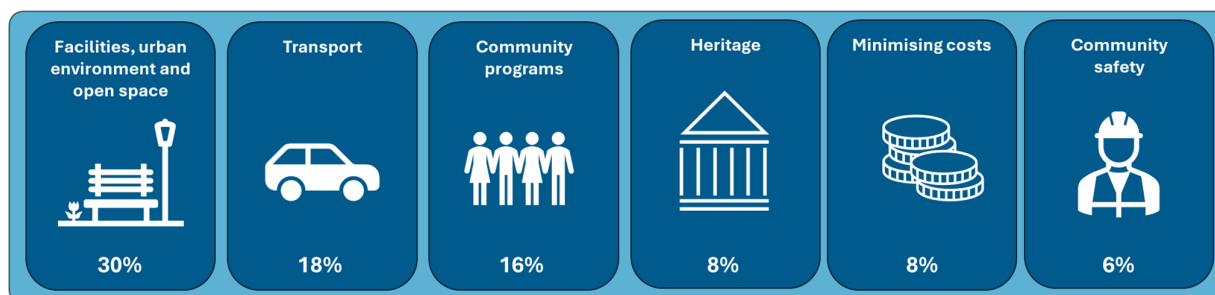 Facilities, urban
environment and
open space
30%
Transport
18%
Community
programs
16%
Heritage
8%
Minimising costs
8%
Community
safety
6%